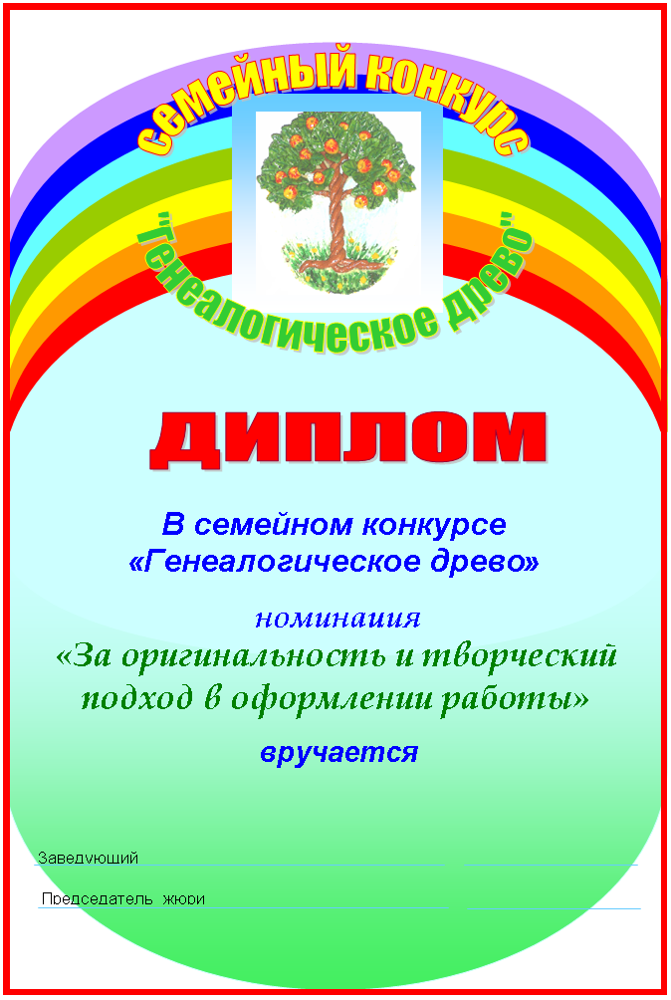 семейный конкурс
"Генеалогическое древо"
ДИПЛОМ
В семейном конкурсе
«Генеалогическое древо»
номинация
«За оригинальность и творческий
подход в оформлении работы»
вручается
Заведующий
Председатель жюри